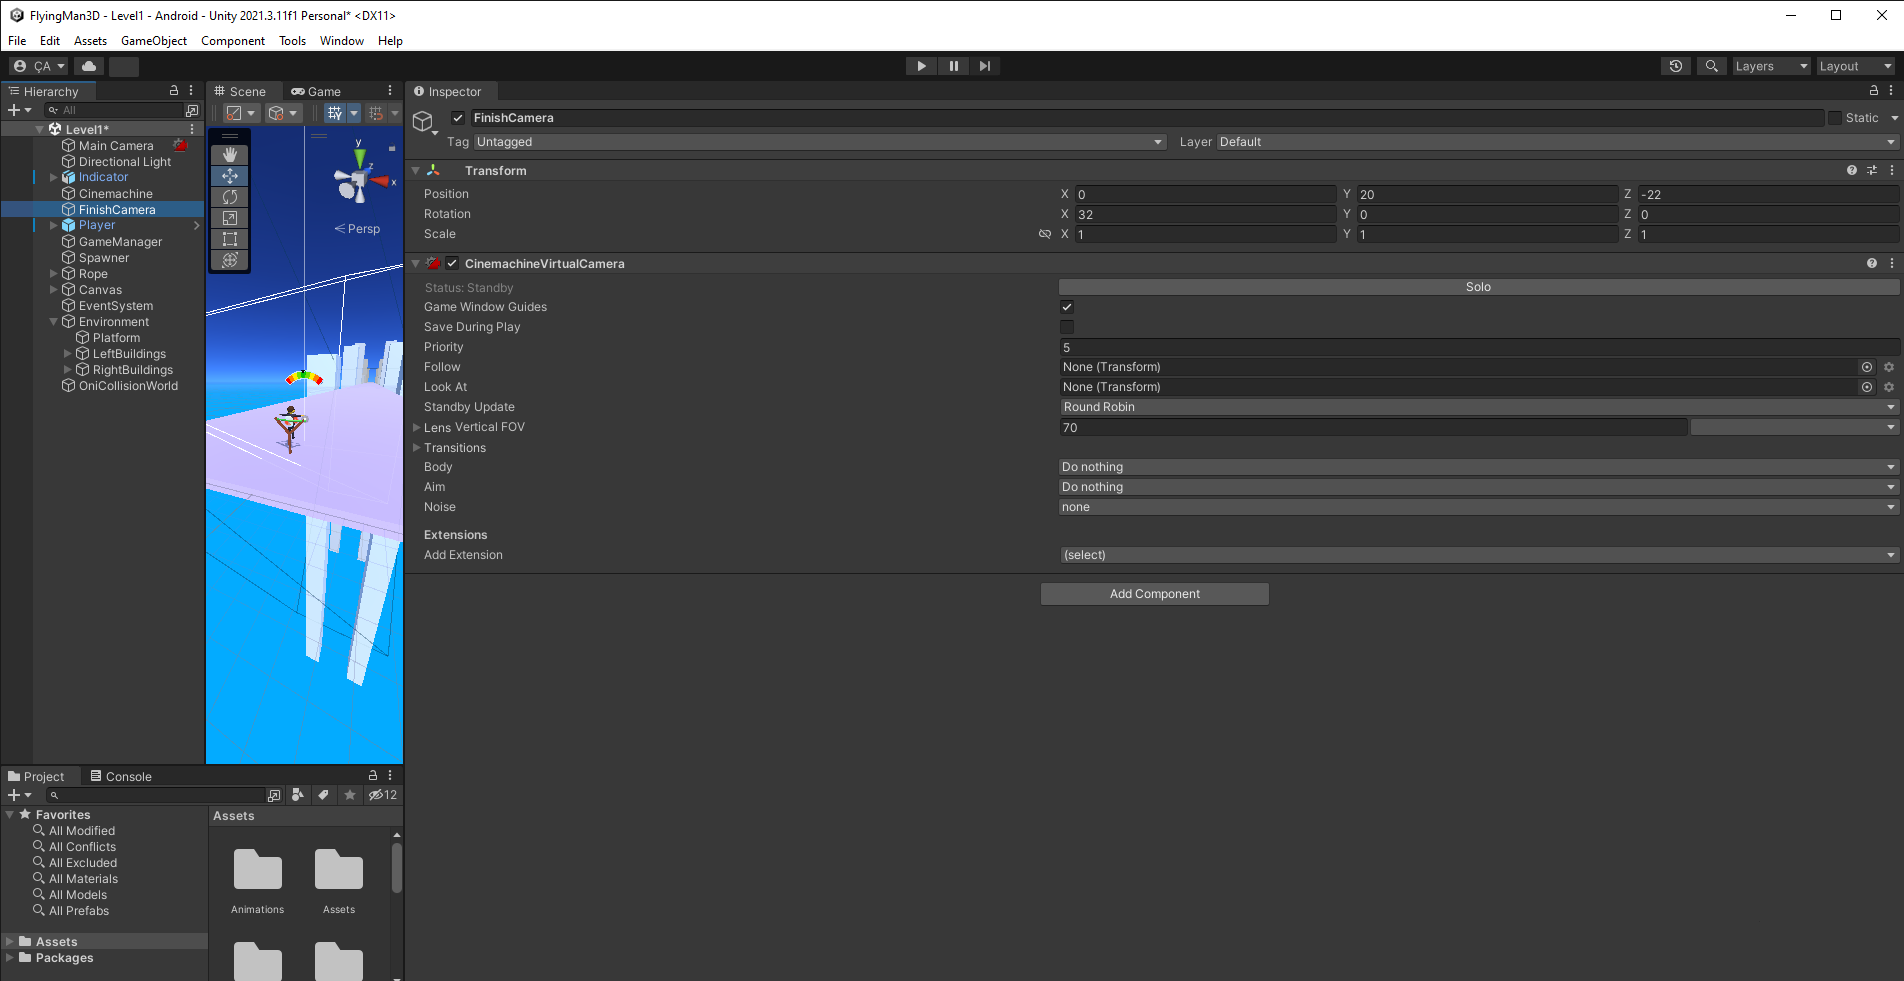 FlyingMan3D - Level1 - Android - Unity 2021.3.11f1 Personal* <DX11>
File Edit Assets GameObject Component Tools Window Help
ÇA
Layers Layout
Hierarchy
All
Level1*
Main Camera
Directional Light
Indicator
Cinemachine
FinishCamera
Player
GameManager
Spawner
Rope
Canvas
EventSystem
Environment
Platform
LeftBuildings
RightBuildings
OniCollisionWorld
Scene Game
y
z
x
Persp
Inspector
FinishCamera Static
Tag Untagged Layer Default
Transform
Position X 0 Y 20 Z -22
Rotation X 32 Y 0 Z 0
Scale X 1 Y 1 Z 1
CinemachineVirtualCamera
Status: Standby Solo
Game Window Guides
Save During Play
Priority 5
Follow None (Transform)
Look At None (Transform)
Standby Update Round Robin
Lens Vertical FOV 70
Transitions
Body Do nothing
Aim Do nothing
Noise none
Extensions
Add Extension (select)
Add Component
Project Console
12
Favorites
All Modified
All Conflicts
All Excluded
All Materials
All Models
All Prefabs
Assets
Packages
Assets
Animations Assets